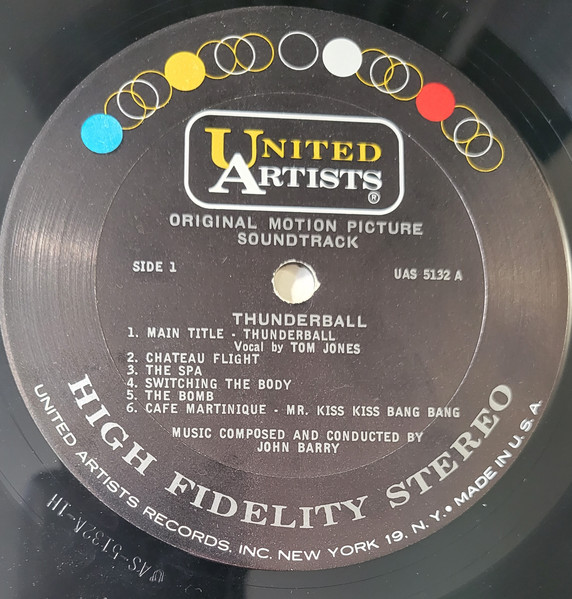 UNITED
ARTISTS
®
ORIGINAL MOTION PICTURE
SOUNDTRACK
SIDE 1
UAS 5132 A
THUNDERBALL
1. MAIN TITLE - THUNDERBALL
Vocal by TOM JONES
2. CHATEAU FLIGHT
3. THE SPA
4. SWITCHING THE BODY
5. THE BOMB
6. CAFE MARTINIQUE - MR. KISS KISS BANG BANG
MUSIC COMPOSED AND CONDUCTED BY
JOHN BARRY
HIGH FIDELITY STEREO
UNITED ARTISTS RECORDS, INC. NEW YORK 19, N.Y. • MADE IN U.S.A.
UAS-5132A-1H